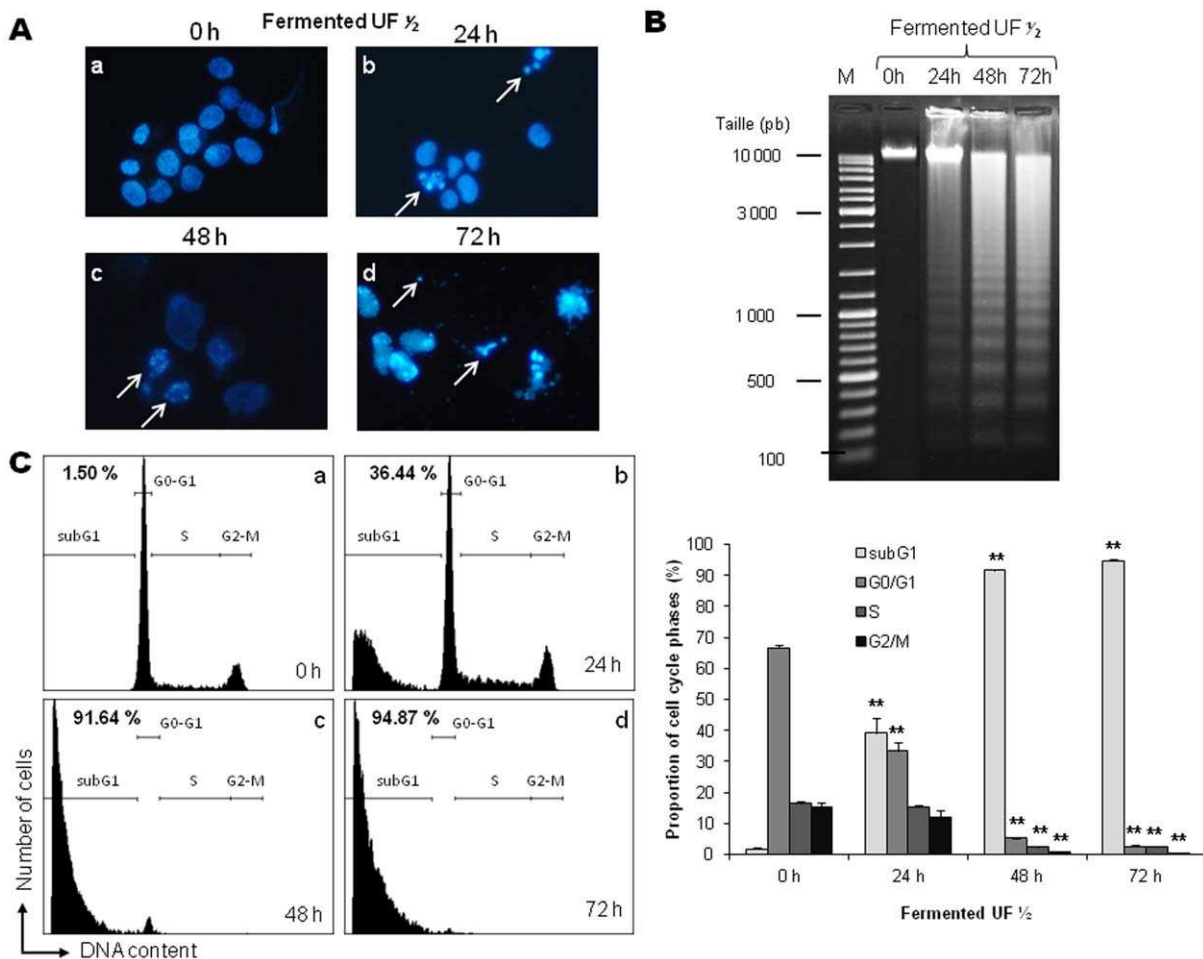 A
Fermented UF ½
0 h
24 h
a
b
48 h
72 h
c
d
B
Fermented UF ½
M 0h 24h 48h 72h
Taille (pb)
10 000
3 000
1 000
500
100
C
1.50 %
G0-G1
a
subG1
S
G2-M
0 h
36.44 %
G0-G1
b
subG1
S
G2-M
24 h
91.64 %
G0-G1
c
subG1
S
G2-M
48 h
94.87 %
G0-G1
d
subG1
S
G2-M
72 h
Number of cells
DNA content
Proportion of cell cycle phases (%)
100
90
80
70
60
50
40
30
20
10
0
subG1
G0/G1
S
G2/M
** **
** ** ** **
** ** ** **
0 h
24 h
48 h
72 h
Fermented UF ½